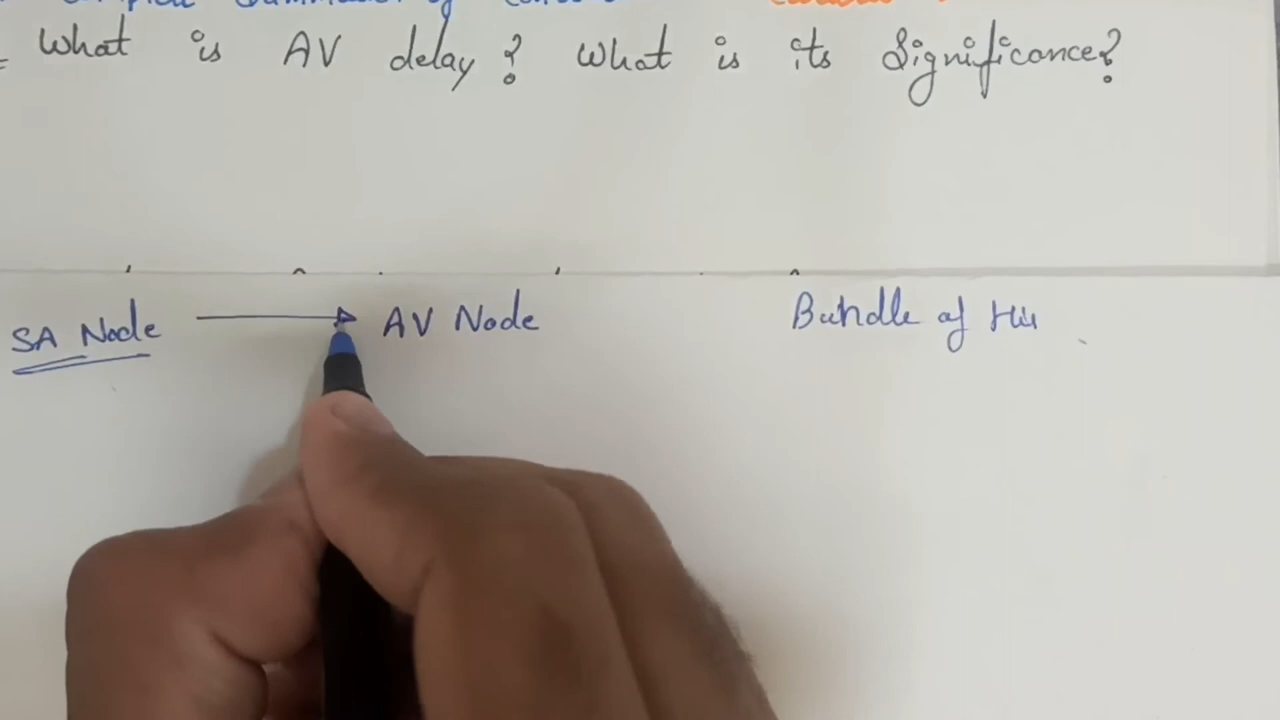 What is AV delay? What is its Significance?
SA Node AV Node Bundle of His